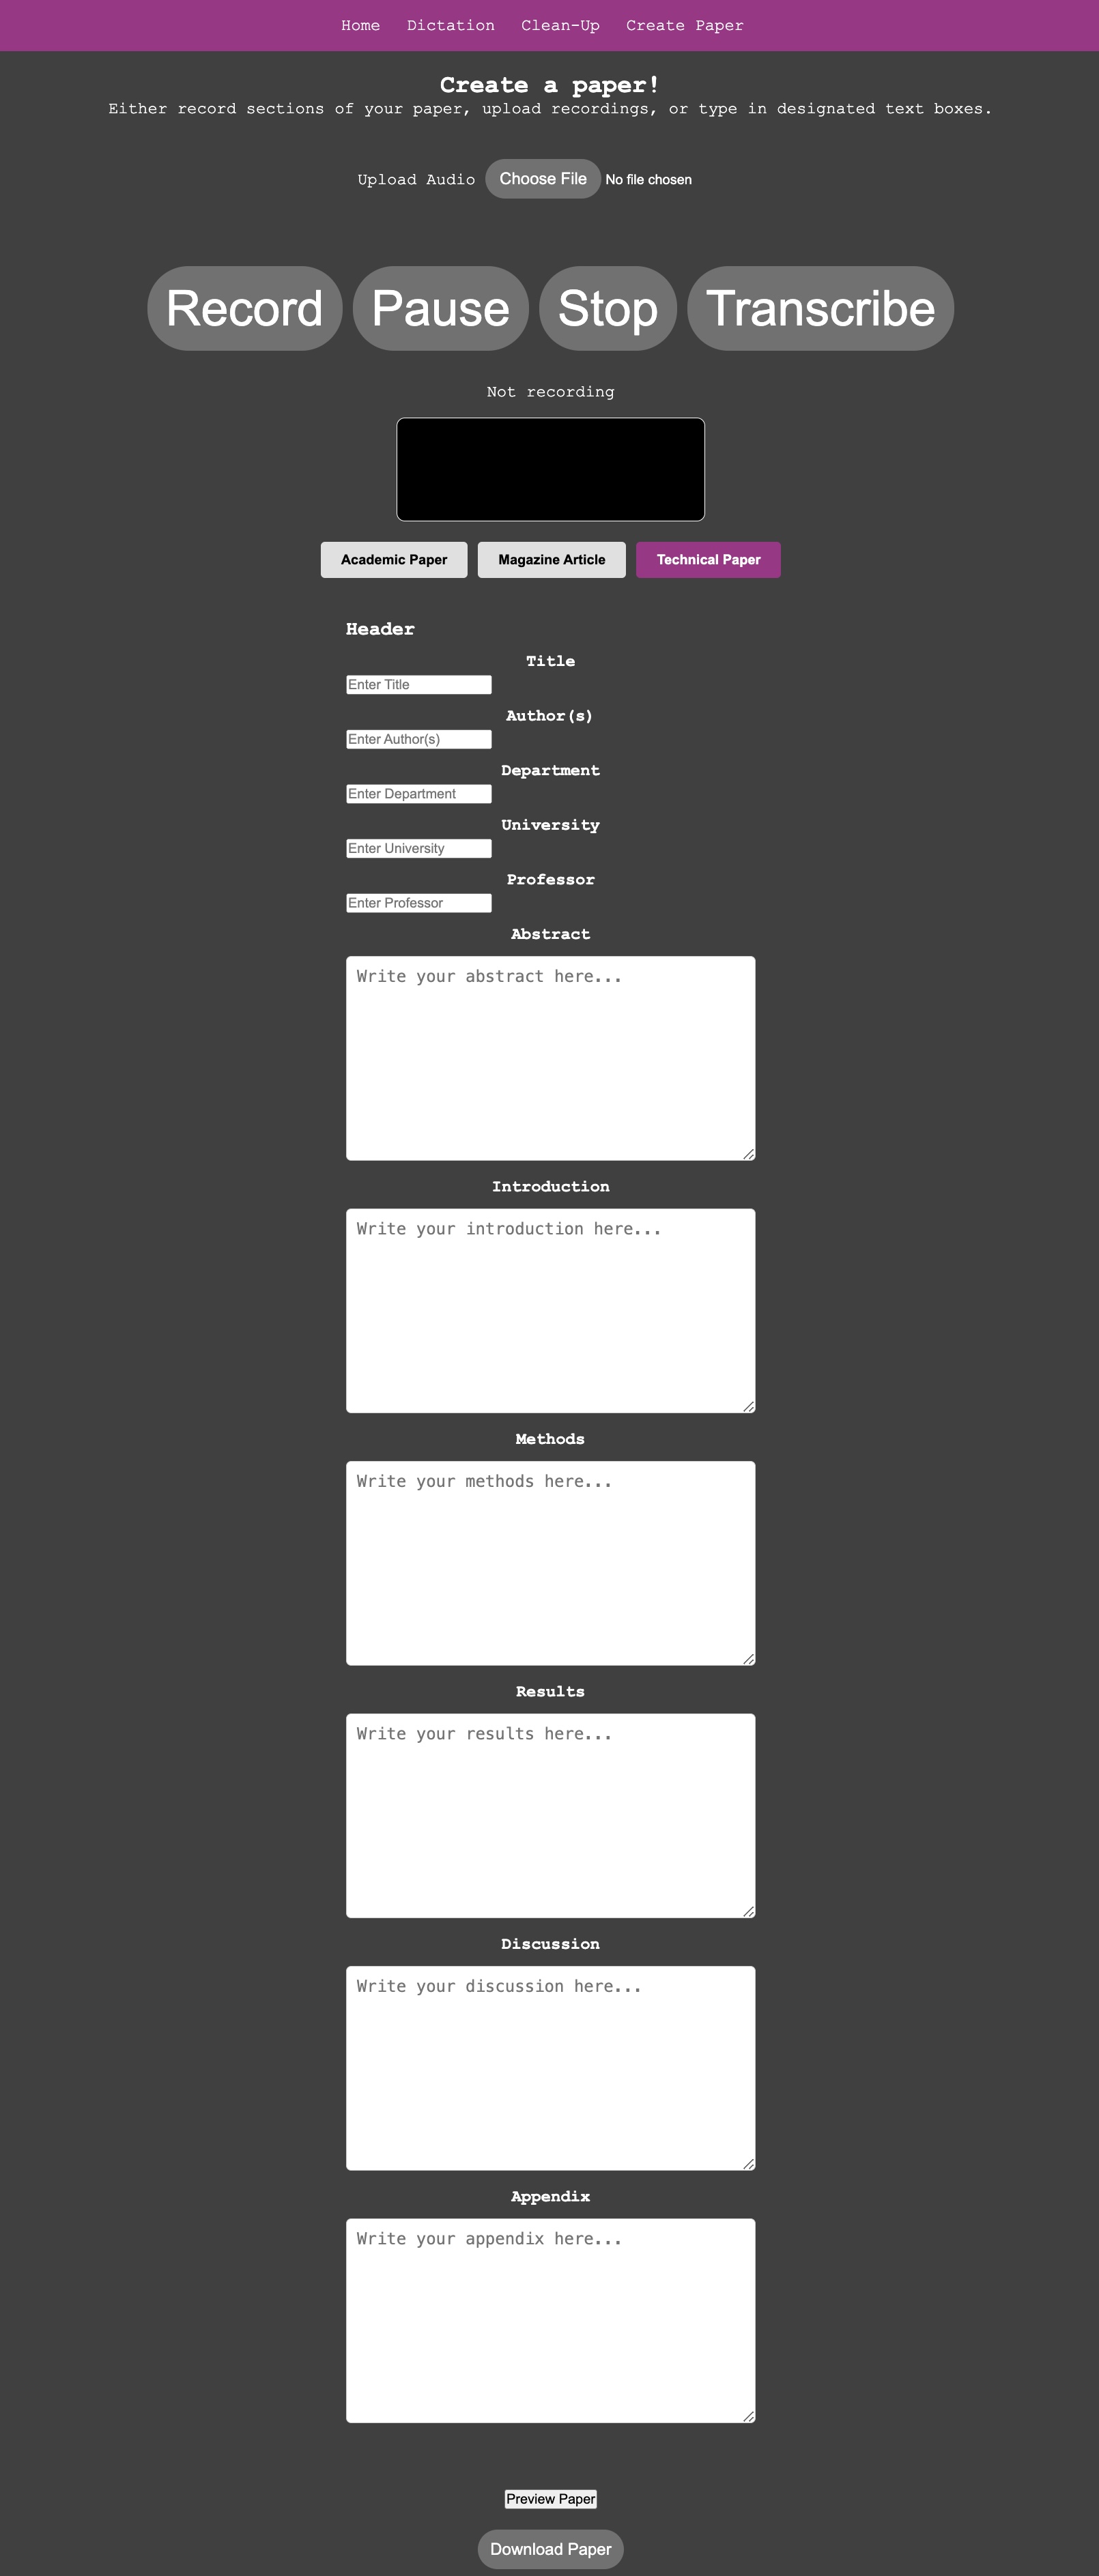 Home Dictation Clean-Up Create Paper
Create a paper!
Either record sections of your paper, upload recordings, or type in designated text boxes.
Upload Audio Choose File No file chosen
Record Pause Stop Transcribe
Not recording
Academic Paper Magazine Article Technical Paper
Header
Title
Enter Title
Author(s)
Enter Author(s)
Department
Enter Department
University
Enter University
Professor
Enter Professor
Abstract
Write your abstract here...
Introduction
Write your introduction here...
Methods
Write your methods here...
Results
Write your results here...
Discussion
Write your discussion here...
Appendix
Write your appendix here...
Preview Paper
Download Paper